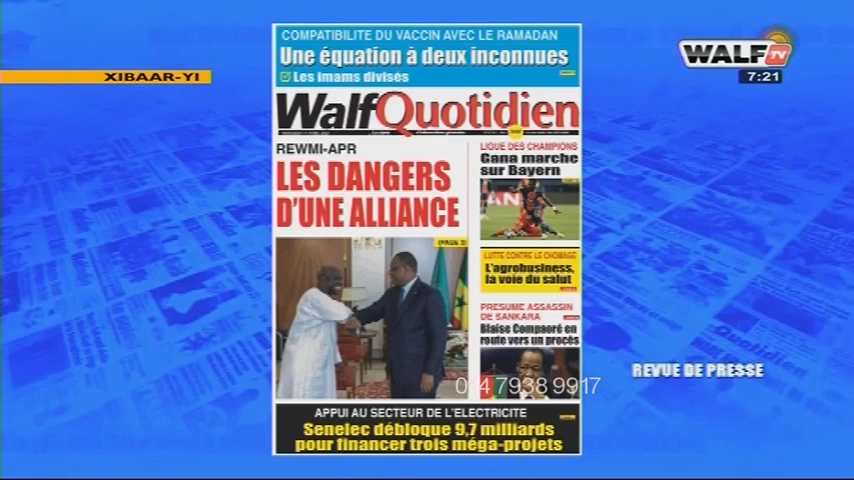 COMPATIBILITE DU VACCIN AVEC LE RAMADAN
Une équation à deux inconnues
Les imams divisés
WALF TV
7:21
XIBAAR-YI
WalfQuotidien
REWMI-APR
LES DANGERS
D'UNE ALLIANCE
(PAGE 3)
LIGUE DES CHAMPIONS
Gana marche
sur Bayern
LUTTE CONTRE LE CHOMAGE
L'agrobusiness,
la voie du salut
PRESUME ASSASSIN
DE SANKARA
Blaise Compaoré en
route vers un procès
REVUE DE PRESSE
APPUI AU SECTEUR DE L'ELECTRICITE
Senelec débloque 9,7 milliards
pour financer trois méga-projets